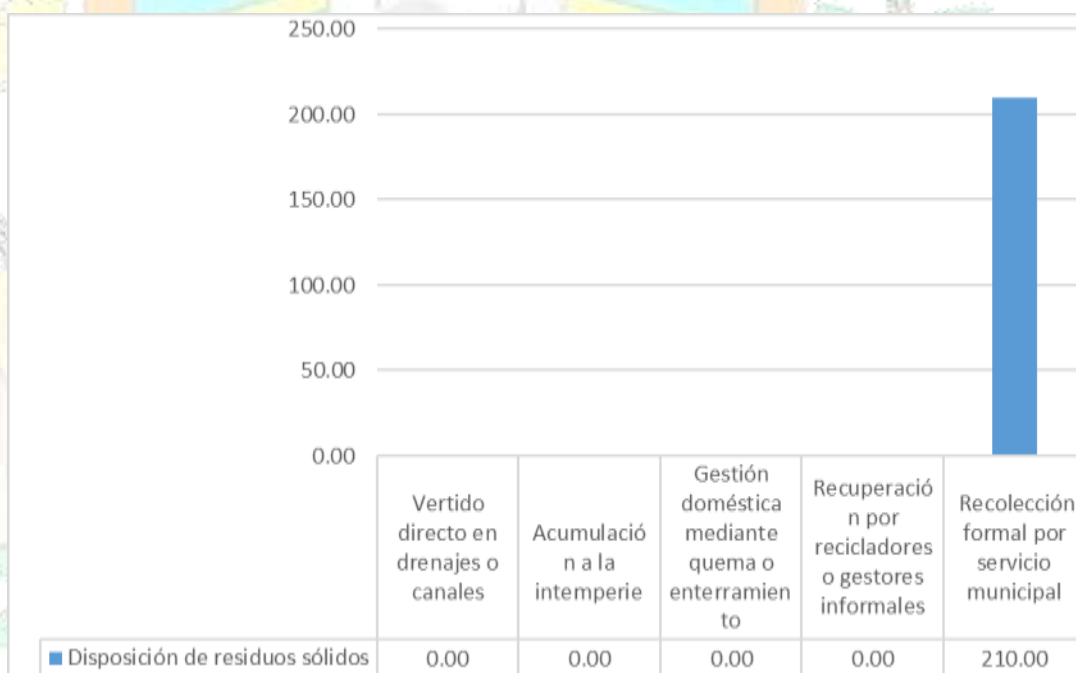 250.00
200.00
150.00
100.00
50.00
0.00
Vertido
directo en
drenajes o
canales
Acumulació
n a la
intemperie
Gestión
doméstica
mediante
quema o
enterramien
to
Recuperació
n por
recicladores
o gestores
informales
Recolección
formal por
servicio
municipal
Disposición de residuos sólidos 0.00 0.00 0.00 0.00 210.00